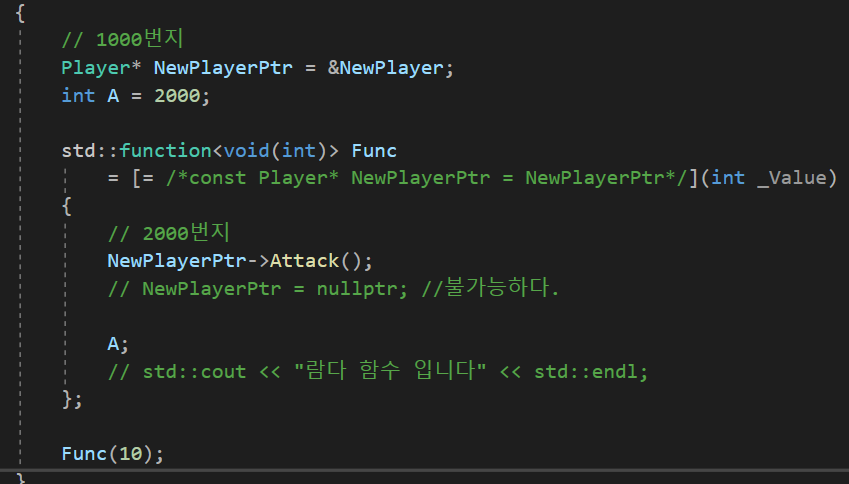 {
// 1000번지
Player* NewPlayerPtr = &NewPlayer;
int A = 2000;
std::function<void(int)> Func
= [= /*const Player* NewPlayerPtr = NewPlayerPtr*/](int _Value)
{
// 2000번지
NewPlayerPtr->Attack();
// NewPlayerPtr = nullptr; //불가능하다.
A;
// std::cout << "람다 함수 입니다" << std::endl;
};
Func(10);
}